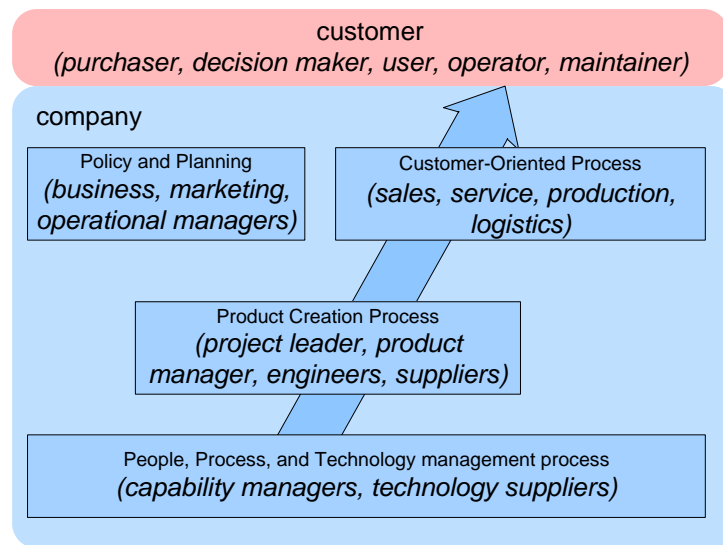 customer
(purchaser, decision maker, user, operator, maintainer)
company
Policy and Planning
(business, marketing,
operational managers)
Customer-Oriented Process
(sales, service, production,
logistics)
Product Creation Process
(project leader, product
manager, engineers, suppliers)
People, Process, and Technology management process
(capability managers, technology suppliers)